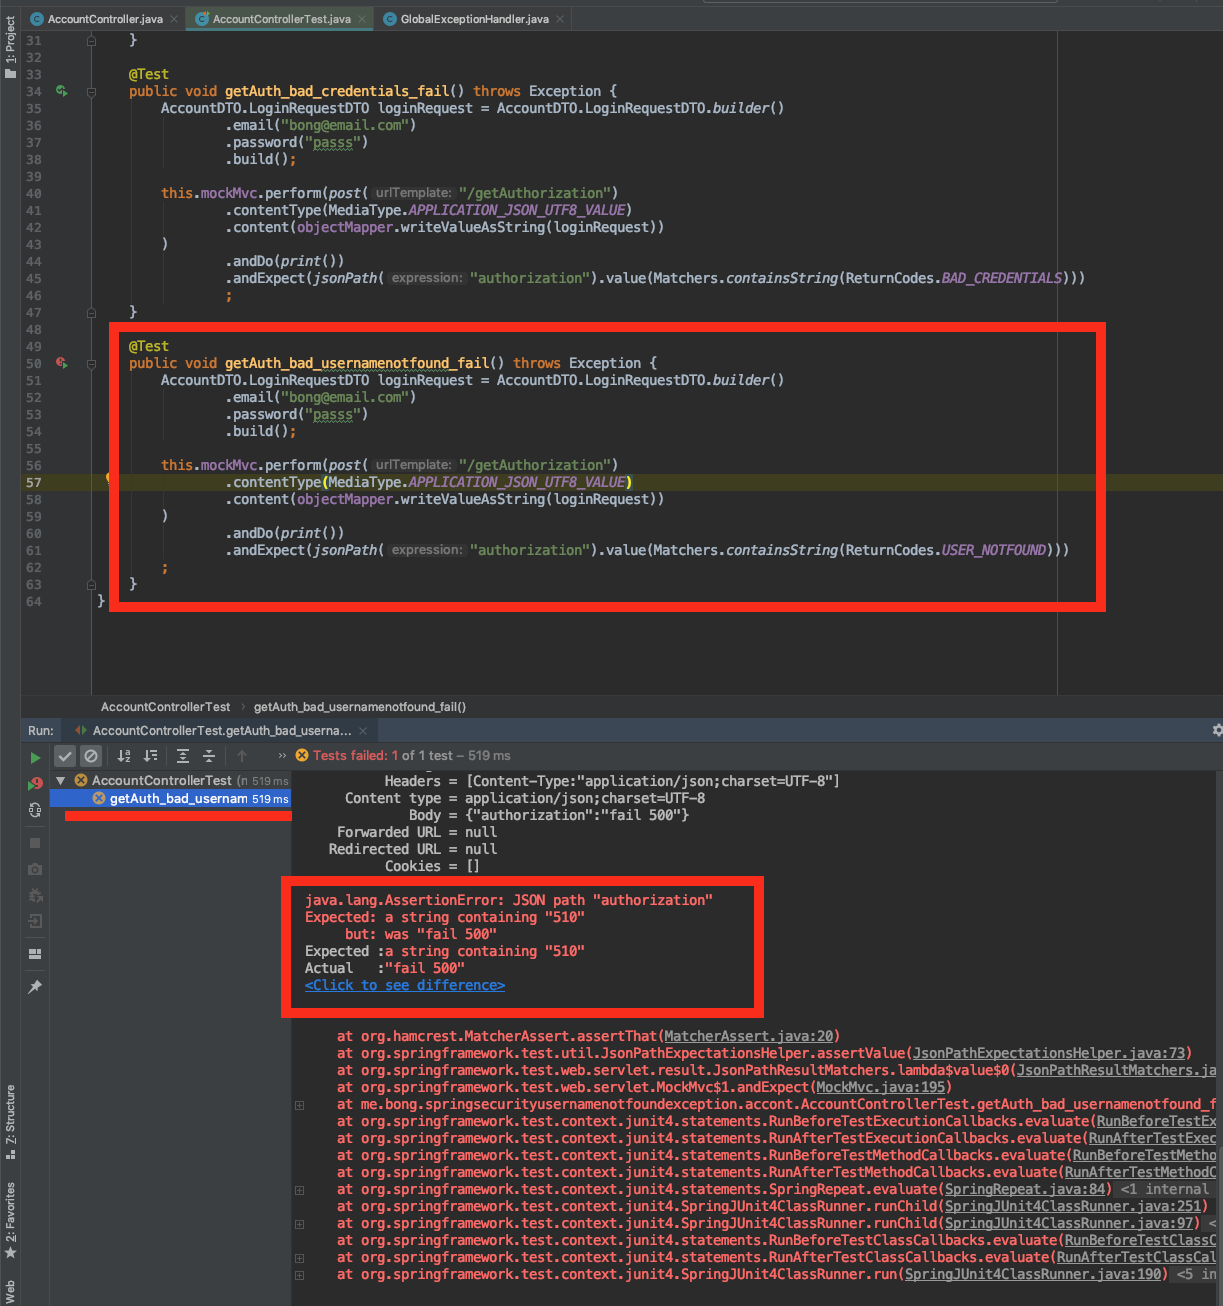 AccountController.java
AccountControllerTest.java
GlobalExceptionHandler.java
1: Project
31 }
32
33 @Test
34 public void getAuth_bad_credentials_fail() throws Exception {
35 AccountDTO.LoginRequestDTO loginRequest = AccountDTO.LoginRequestDTO.builder()
36 .email("bong@email.com")
37 .password("passs")
38 .build();
39
40 this.mockMvc.perform(post( urlTemplate: "/getAuthorization")
41 .contentType(MediaType.APPLICATION_JSON_UTF8_VALUE)
42 .content(objectMapper.writeValueAsString(loginRequest))
43 )
44 .andDo(print())
45 .andExpect(jsonPath( expression: "authorization").value(Matchers.containsString(ReturnCodes.BAD_CREDENTIALS)))
46 ;
47 }
48
49 @Test
50 public void getAuth_bad_usernamenotfound_fail() throws Exception {
51 AccountDTO.LoginRequestDTO loginRequest = AccountDTO.LoginRequestDTO.builder()
52 .email("bong@email.com")
53 .password("passs")
54 .build();
55
56 this.mockMvc.perform(post( urlTemplate: "/getAuthorization")
57 .contentType(MediaType.APPLICATION_JSON_UTF8_VALUE)
58 .content(objectMapper.writeValueAsString(loginRequest))
59 )
60 .andDo(print())
61 .andExpect(jsonPath( expression: "authorization").value(Matchers.containsString(ReturnCodes.USER_NOTFOUND)))
62 ;
63 }
64 }
AccountControllerTest › getAuth_bad_usernamenotfound_fail()
Run: AccountControllerTest.getAuth_bad_userna...
Tests failed: 1 of 1 test – 519 ms
AccountControllerTest (n 519 ms
getAuth_bad_usernam 519 ms
Headers = [Content-Type:"application/json;charset=UTF-8"]
Content type = application/json;charset=UTF-8
Body = {"authorization":"fail 500"}
Forwarded URL = null
Redirected URL = null
Cookies = []
java.lang.AssertionError: JSON path "authorization"
Expected: a string containing "510"
but: was "fail 500"
Expected :a string containing "510"
Actual :"fail 500"
<Click to see difference>
at org.hamcrest.MatcherAssert.assertThat(MatcherAssert.java:20)
at org.springframework.test.util.JsonPathExpectationsHelper.assertValue(JsonPathExpectationsHelper.java:73)
at org.springframework.test.web.servlet.result.JsonPathResultMatchers.lambda$value$0(JsonPathResultMatchers.ja
at org.springframework.test.web.servlet.MockMvc$1.andExpect(MockMvc.java:195)
at me.bong.springsecurityusernamenotfoundexception.accont.AccountControllerTest.getAuth_bad_usernamenotfound_f
at org.springframework.test.context.junit4.statements.RunBeforeTestExecutionCallbacks.evaluate(RunBeforeTestEx
at org.springframework.test.context.junit4.statements.RunAfterTestExecutionCallbacks.evaluate(RunAfterTestExec
at org.springframework.test.context.junit4.statements.RunBeforeTestMethodCallbacks.evaluate(RunBeforeTestMetho
at org.springframework.test.context.junit4.statements.RunAfterTestMethodCallbacks.evaluate(RunAfterTestMethodC
at org.springframework.test.context.junit4.statements.SpringRepeat.evaluate(SpringRepeat.java:84) <1 internal
at org.springframework.test.context.junit4.SpringJUnit4ClassRunner.runChild(SpringJUnit4ClassRunner.java:251)
at org.springframework.test.context.junit4.SpringJUnit4ClassRunner.runChild(SpringJUnit4ClassRunner.java:97) <
at org.springframework.test.context.junit4.statements.RunBeforeTestClassCallbacks.evaluate(RunBeforeTestClassC
at org.springframework.test.context.junit4.statements.RunAfterTestClassCallbacks.evaluate(RunAfterTestClassCal
at org.springframework.test.context.junit4.SpringJUnit4ClassRunner.run(SpringJUnit4ClassRunner.java:190) <5 in
Z: Structure
2: Favorites
Web